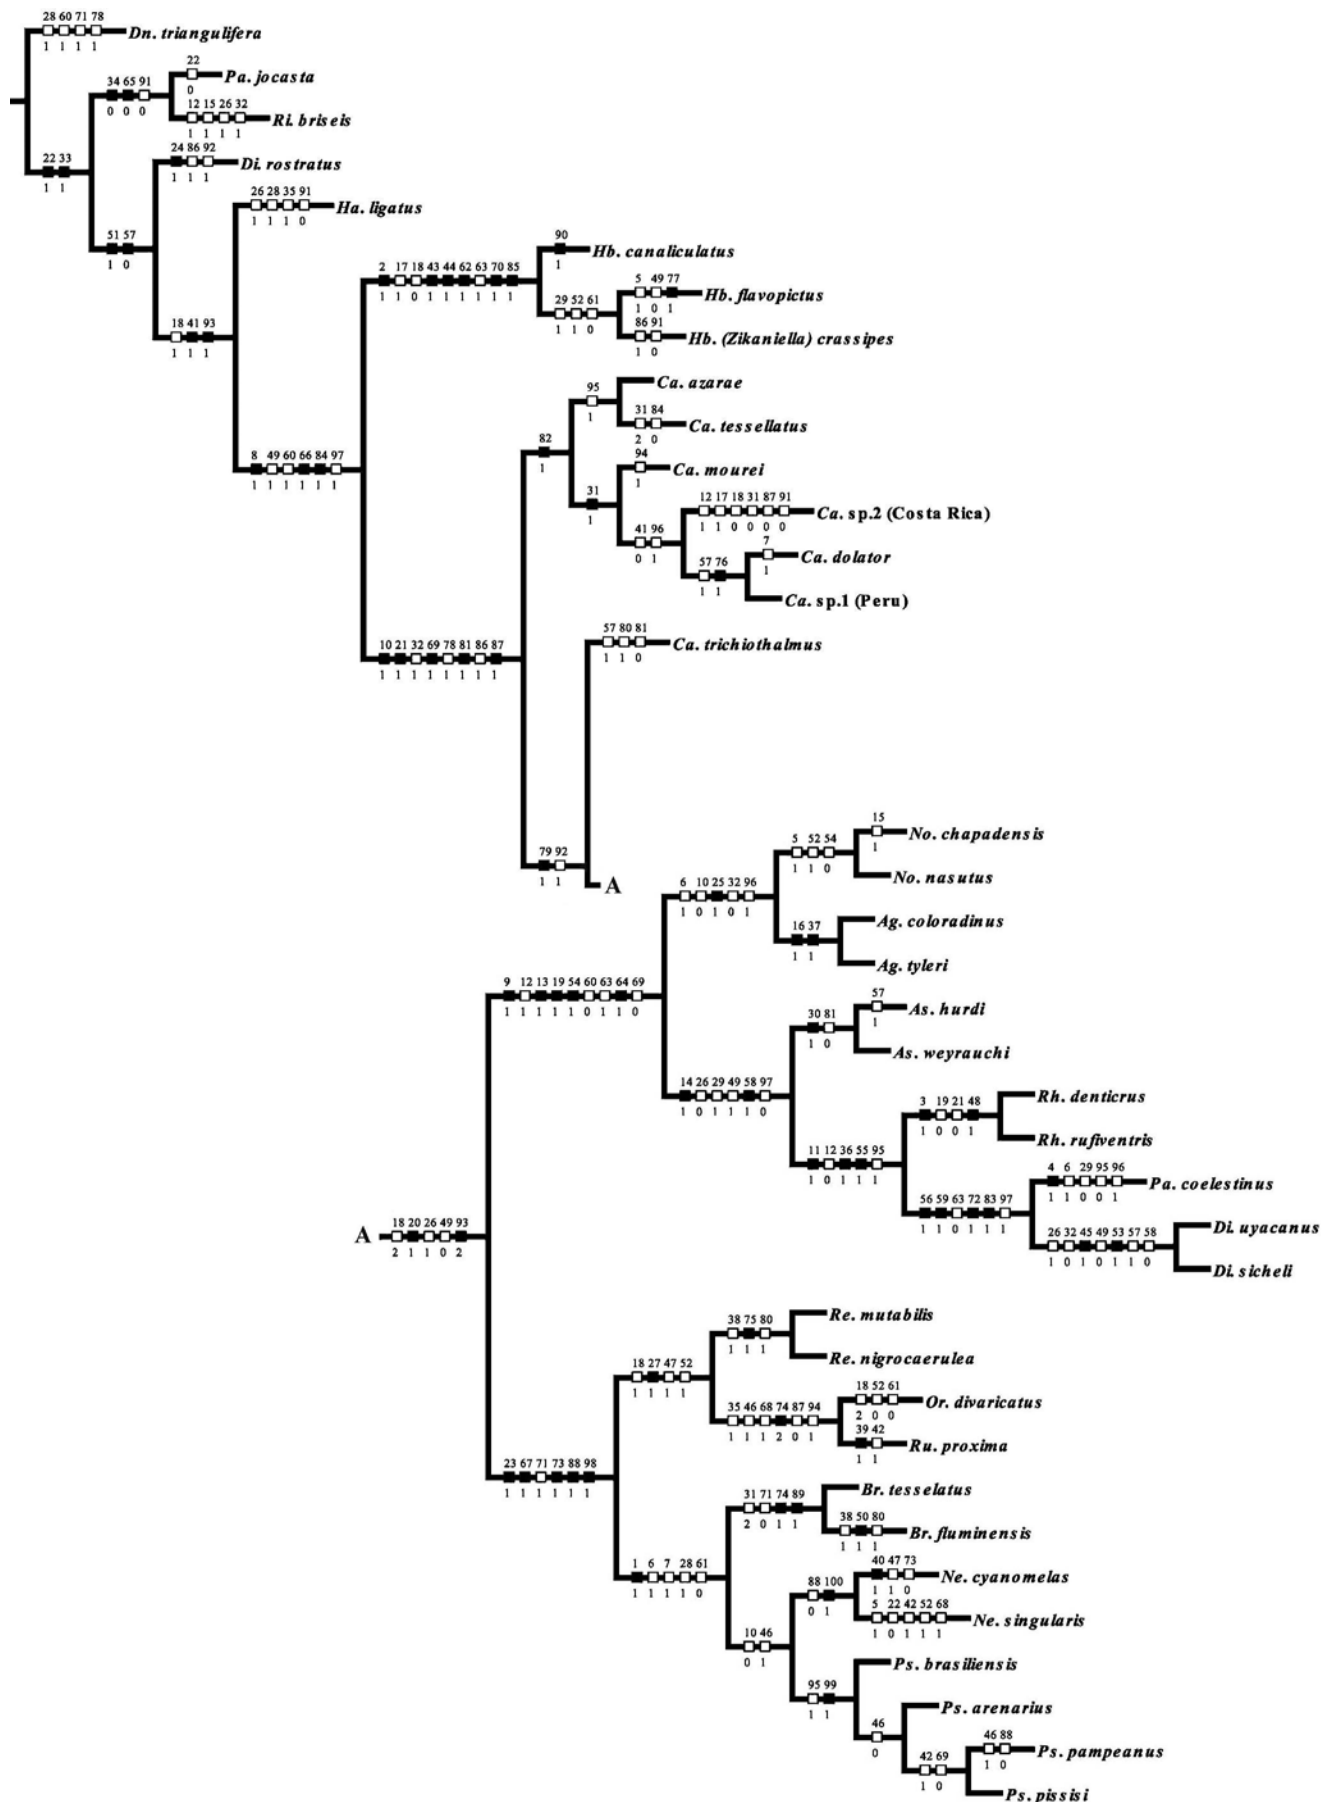 28 60 71 78
Dn. triangulifera
1 1 1 1
22
Pa. jocasta
0
34 65 91
0 0 0
12 15 26 32
Ri. briseis
1 1 1 1
22 33
1 1
24 86 92
Di. rostratus
1 1 1
26 28 35 91
Ha. ligatus
1 1 1 0
51 57
1 0
90
Hb. canaliculatus
1
2 17 18 43 44 62 63 70 85
1 1 0 1 1 1 1 1 1
5 49 77
Hb. flavopictus
1 0 1
29 52 61
1 1 0
86 91
Hb. (Zikaniella) crassipes
1 0
18 41 93
1 1 1
Ca. azarae
95
1
31 84
Ca. tessellatus
2 0
82
1
94
Ca. mourei
1
8 49 60 66 84 97
1 1 1 1 1 1
31
1
12 17 18 31 87 91
Ca. sp.2 (Costa Rica)
1 1 0 0 0 0
41 96
0 1
7
Ca. dolator
1
57 76
1 1
Ca. sp.1 (Peru)
57 80 81
Ca. trichiothalmus
1 1 0
10 21 32 69 78 81 86 87
1 1 1 1 1 1 1 1
15
No. chapadensis
1
5 52 54
1 1 0
79 92
1 1
No. nasutus
A
6 10 25 32 96
1 0 1 0 1
Ag. coloradinus
16 37
1 1
Ag. tyleri
9 12 13 19 54 60 63 64 69
1 1 1 1 1 0 1 1 0
57
As. hurdi
1
30 81
1 0
As. weyrauchi
14 26 29 49 58 97
1 0 1 1 1 0
Rh. denticrus
3 19 21 48
1 0 0 1
Rh. rufiventris
11 12 36 55 95
1 0 1 1 1
4 6 29 95 96
Pa. coelestinus
1 1 0 0 1
56 59 63 72 83 97
1 1 0 1 1 1
Di. uyacanus
26 32 45 49 53 57 58
1 0 1 0 1 1 0
Di. sicheli
18 20 26 49 93
A
2 1 1 0 2
Re. mutabilis
38 75 80
1 1 1
Re. nigrocaerulea
18 27 47 52
1 1 1 1
18 52 61
Or. divaricatus
2 0 0
35 46 68 74 87 94
1 1 1 2 0 1
39 42
Ru. proxima
1 1
23 67 71 73 88 98
1 1 1 1 1 1
Br. tesselatus
31 71 74 89
2 0 1 1
38 50 80
Br. fluminensis
1 1 1
1 6 7 28 61
1 1 1 1 0
40 47 73
Ne. cyanomelas
1 1 0
88 100
0 1
5 22 42 52 68
Ne. singularis
1 0 1 1 1
10 46
0 1
Ps. brasiliensis
95 99
1 1
Ps. arenarius
46
0
46 88
Ps. pampeanus
1 0
42 69
1 0
Ps. pissisi